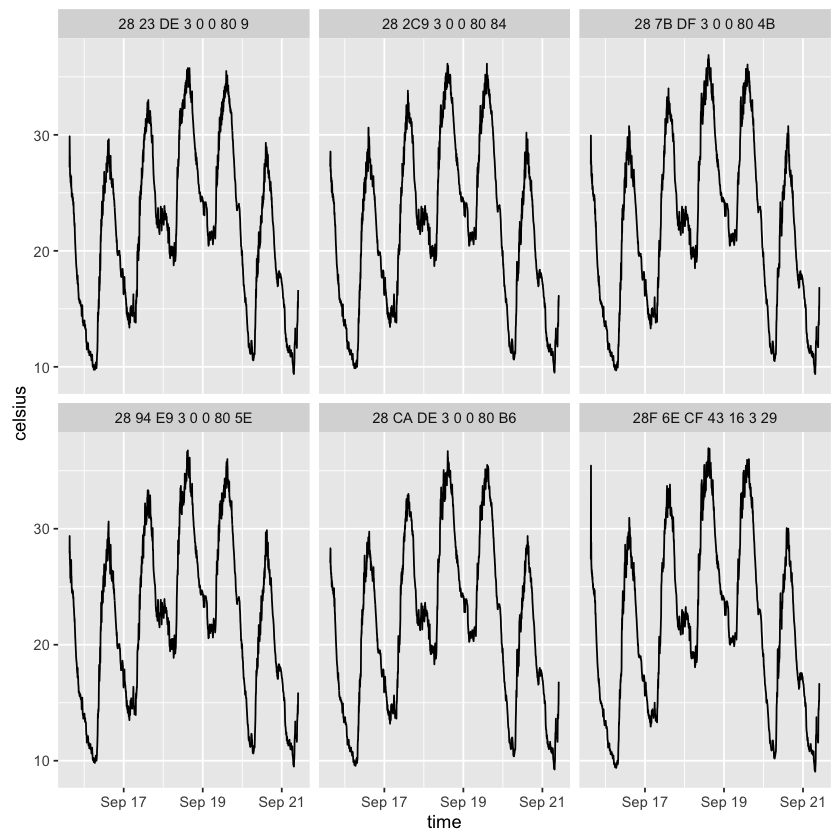 28 23 DE 3 0 0 80 9
28 2C9 3 0 0 80 84
28 7B DF 3 0 0 80 4B
30
20
10
28 94 E9 3 0 0 80 5E
28 CA DE 3 0 0 80 B6
28F 6E CF 43 16 3 29
30
20
10
celsius
Sep 17
Sep 19
Sep 21
Sep 17
Sep 19
Sep 21
Sep 17
Sep 19
Sep 21
time